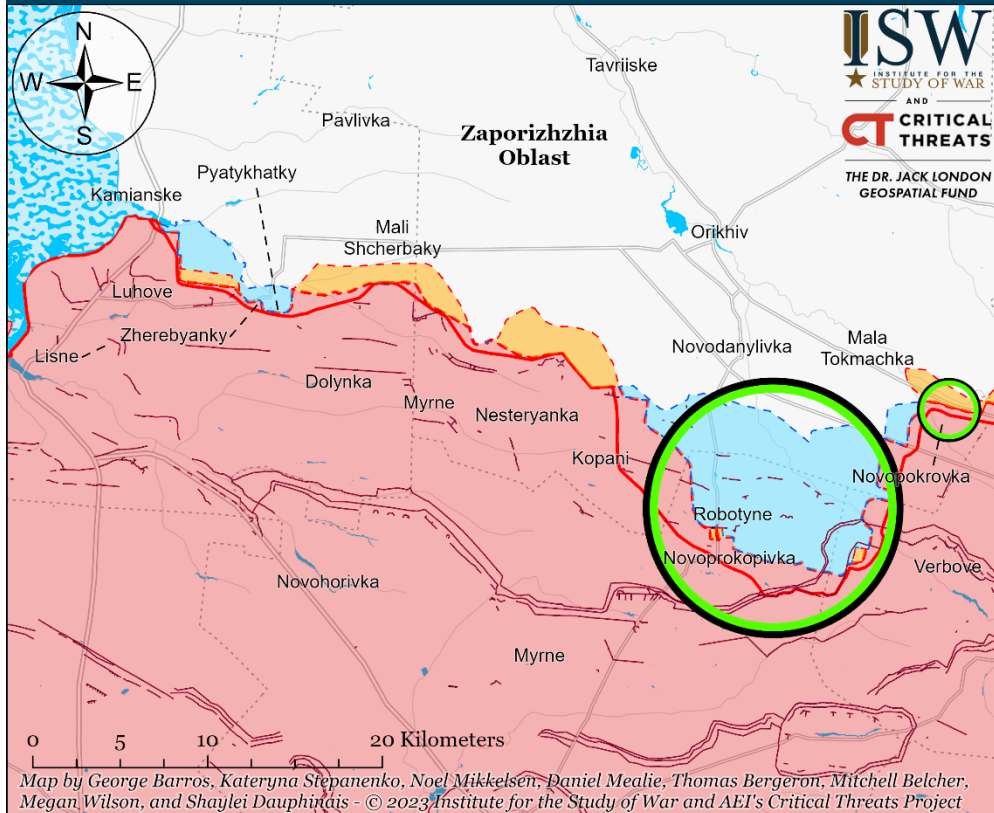 N
W E
S
ISW
INSTITUTE FOR THE
STUDY OF WAR
AND
CT CRITICAL
THREATS
THE DR. JACK LONDON
GEOSPATIAL FUND
Tavriiske
Pavlivka
Zaporizhzhia
Oblast
Pyatykhatky
Kamianske
Mali
Shcherbaky
Orikhiv
Luhove
Zherebyanky
Lisne
Novodanylivka
Mala
Tokmachka
Dolynka
Myrne
Nesteryanka
Kopani
Novopokrovka
Robotyne
Novoprokopivka
Verbove
Novohorivka
Myrne
0 5 10 20 Kilometers
Map by George Barros, Kateryna Stepanenko, Noel Mikkelsen, Daniel Mealie, Thomas Bergeron, Mitchell Belcher,
Megan Wilson, and Shaylei Dauphinais - © 2023 Institute for the Study of War and AEI's Critical Threats Project